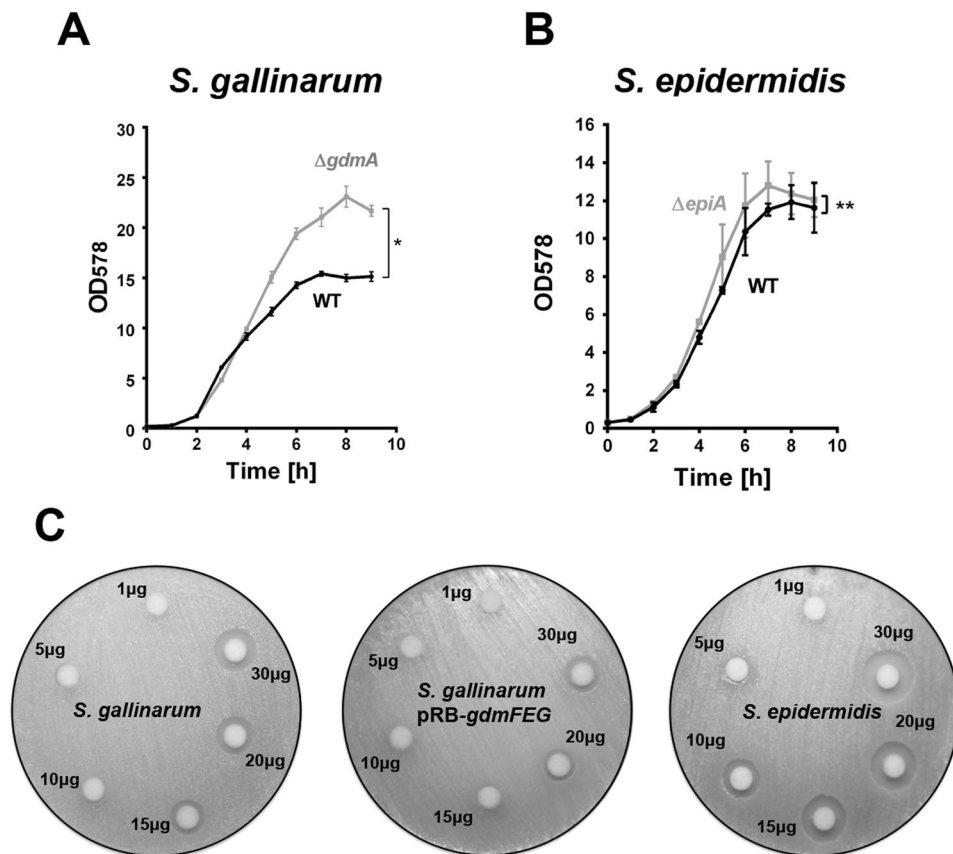 A
S. gallinarum
30
25
20
15
10
5
0
OD578
ΔgdmA
WT
*
0
2
4
6
8
10
Time [h]
B
S. epidermidis
16
14
12
10
8
6
4
2
0
OD578
ΔepiA
WT
**
0
2
4
6
8
10
Time [h]
C
1µg
5µg
30µg
S. gallinarum
10µg
20µg
15µg
1µg
5µg
30µg
S. gallinarum
pRB-gdmFEG
10µg
20µg
15µg
1µg
5µg
30µg
S. epidermidis
10µg
20µg
15µg